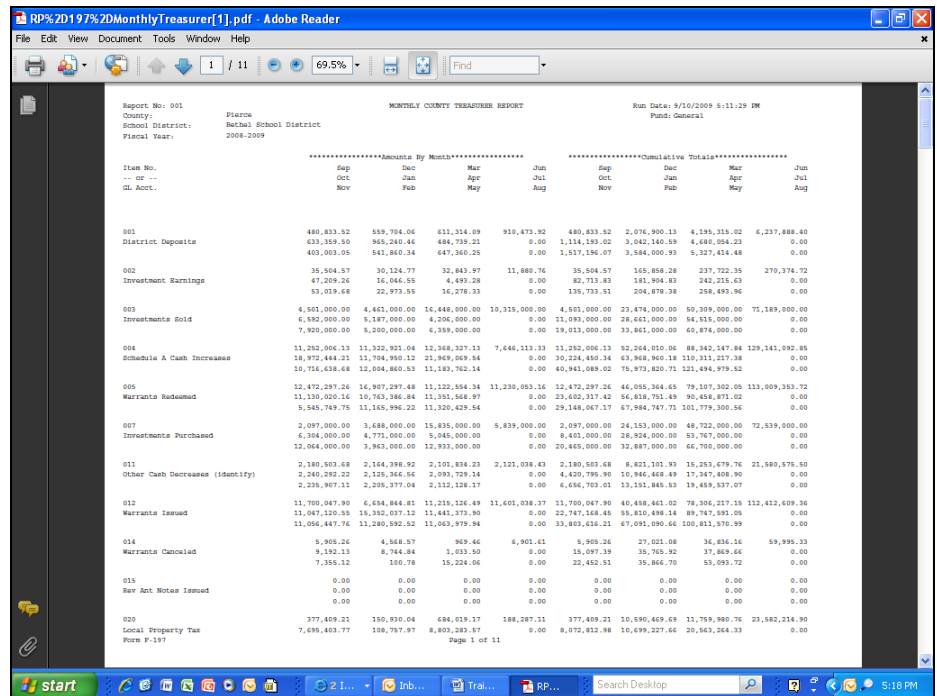 RP%2D197%2DMonthlyTreasurer[1].pdf - Adobe Reader
File Edit View Document Tools Window Help
1 / 11 69.5% Find
Report No: 001 MONTHLY COUNTY TREASURER REPORT Run Date: 9/10/2009 5:11:29 PM
County: Pierce Fund: General
School District: Bethel School District
Fiscal Year: 2008-2009
*****************Amounts By Month***************** *****************Cumulative Totals*****************
Item No. Sep Dec Mar Jun Sep Dec Mar Jun
-- or -- Oct Jan Apr Jul Oct Jan Apr Jul
GL Acct. Nov Feb May Aug Nov Feb May Aug
001 480,833.52 559,704.06 611,314.09 910,473.92 480,833.52 2,076,900.13 4,195,315.02 6,237,888.40
District Deposits 633,359.50 965,240.46 484,739.21 0.00 1,114,193.02 3,042,140.59 4,680,054.23 0.00
403,003.05 541,860.34 647,360.25 0.00 1,517,196.07 3,584,000.93 5,327,414.48 0.00
002 35,504.57 30,124.77 32,843.97 11,880.76 35,504.57 165,858.28 237,722.35 270,374.72
Investment Earnings 47,209.26 16,046.55 4,493.28 0.00 82,713.83 181,904.83 242,215.63 0.00
53,019.68 22,973.55 16,278.33 0.00 135,733.51 204,878.38 258,493.96 0.00
003 4,501,000.00 4,661,000.00 16,448,000.00 10,315,000.00 4,501,000.00 23,474,000.00 50,309,000.00 71,189,000.00
Investments Sold 6,592,000.00 5,187,000.00 4,206,000.00 0.00 11,093,000.00 28,661,000.00 54,515,000.00 0.00
7,920,000.00 5,200,000.00 6,359,000.00 0.00 19,013,000.00 33,861,000.00 60,874,000.00 0.00
004 11,252,006.13 11,322,921.04 12,368,327.13 7,646,113.33 11,252,006.13 52,264,010.06 88,342,147.84 129,141,092.85
Schedule A Cash Increases 18,972,444.21 11,704,950.12 21,969,069.54 0.00 30,224,450.34 63,968,960.18 110,311,217.38 0.00
10,716,638.68 12,004,860.53 11,183,762.14 0.00 40,941,089.02 75,973,820.71 121,494,979.52 0.00
005 12,472,297.26 16,907,297.48 11,122,554.34 11,230,053.16 12,472,297.26 46,055,364.65 79,107,302.05 113,009,353.72
Warrants Redeemed 11,130,020.16 10,763,386.84 11,351,568.97 0.00 23,602,317.42 56,818,751.49 90,458,871.02 0.00
5,545,749.75 11,165,996.22 11,320,429.54 0.00 29,148,067.17 67,984,747.71 101,779,300.56 0.00
007 2,097,000.00 3,688,000.00 15,835,000.00 5,839,000.00 2,097,000.00 24,153,000.00 48,722,000.00 72,539,000.00
Investments Purchased 6,304,000.00 4,771,000.00 5,045,000.00 0.00 8,401,000.00 28,924,000.00 53,767,000.00 0.00
12,064,000.00 3,963,000.00 12,933,000.00 0.00 20,465,000.00 32,887,000.00 66,700,000.00 0.00
011 2,180,503.68 2,164,398.92 2,101,834.23 2,121,038.43 2,180,503.68 8,821,101.93 15,253,679.76 21,580,575.50
Other Cash Decreases (identify) 2,240,292.22 2,125,366.56 2,093,729.14 0.00 4,420,795.90 10,946,468.49 17,347,408.90 0.00
2,235,907.11 2,205,377.04 2,112,128.17 0.00 6,656,703.01 13,151,845.53 19,459,537.07 0.00
012 11,700,047.90 6,654,844.81 11,215,126.49 11,601,038.37 11,700,047.90 40,458,461.02 78,306,217.15 112,412,609.36
Warrants Issued 11,047,120.55 15,352,037.12 11,441,373.90 0.00 22,747,168.45 55,810,498.14 89,747,591.05 0.00
11,056,447.76 11,280,592.52 11,063,979.94 0.00 33,803,616.21 67,091,090.66 100,811,570.99 0.00
014 5,905.26 4,568.57 969.46 6,901.61 5,905.26 27,021.08 36,836.16 59,995.33
Warrants Canceled 9,192.13 8,744.84 1,033.50 0.00 15,097.39 35,765.92 37,869.66 0.00
7,355.12 100.78 15,224.06 0.00 22,452.51 35,866.70 53,093.72 0.00
015 0.00 0.00 0.00 0.00 0.00 0.00 0.00 0.00
Rev Ant Notes Issued 0.00 0.00 0.00 0.00 0.00 0.00 0.00 0.00
0.00 0.00 0.00 0.00 0.00 0.00 0.00 0.00
020 377,409.21 150,930.04 684,019.17 188,287.11 377,409.21 10,590,469.69 11,759,980.76 23,582,214.90
Local Property Tax 7,695,403.77 108,757.97 8,803,283.57 0.00 8,072,812.98 10,699,227.66 20,563,264.33 0.00
Form F-197 Page 1 of 11
start 2 I... Inb... Trai... RP... Search Desktop 5:18 PM